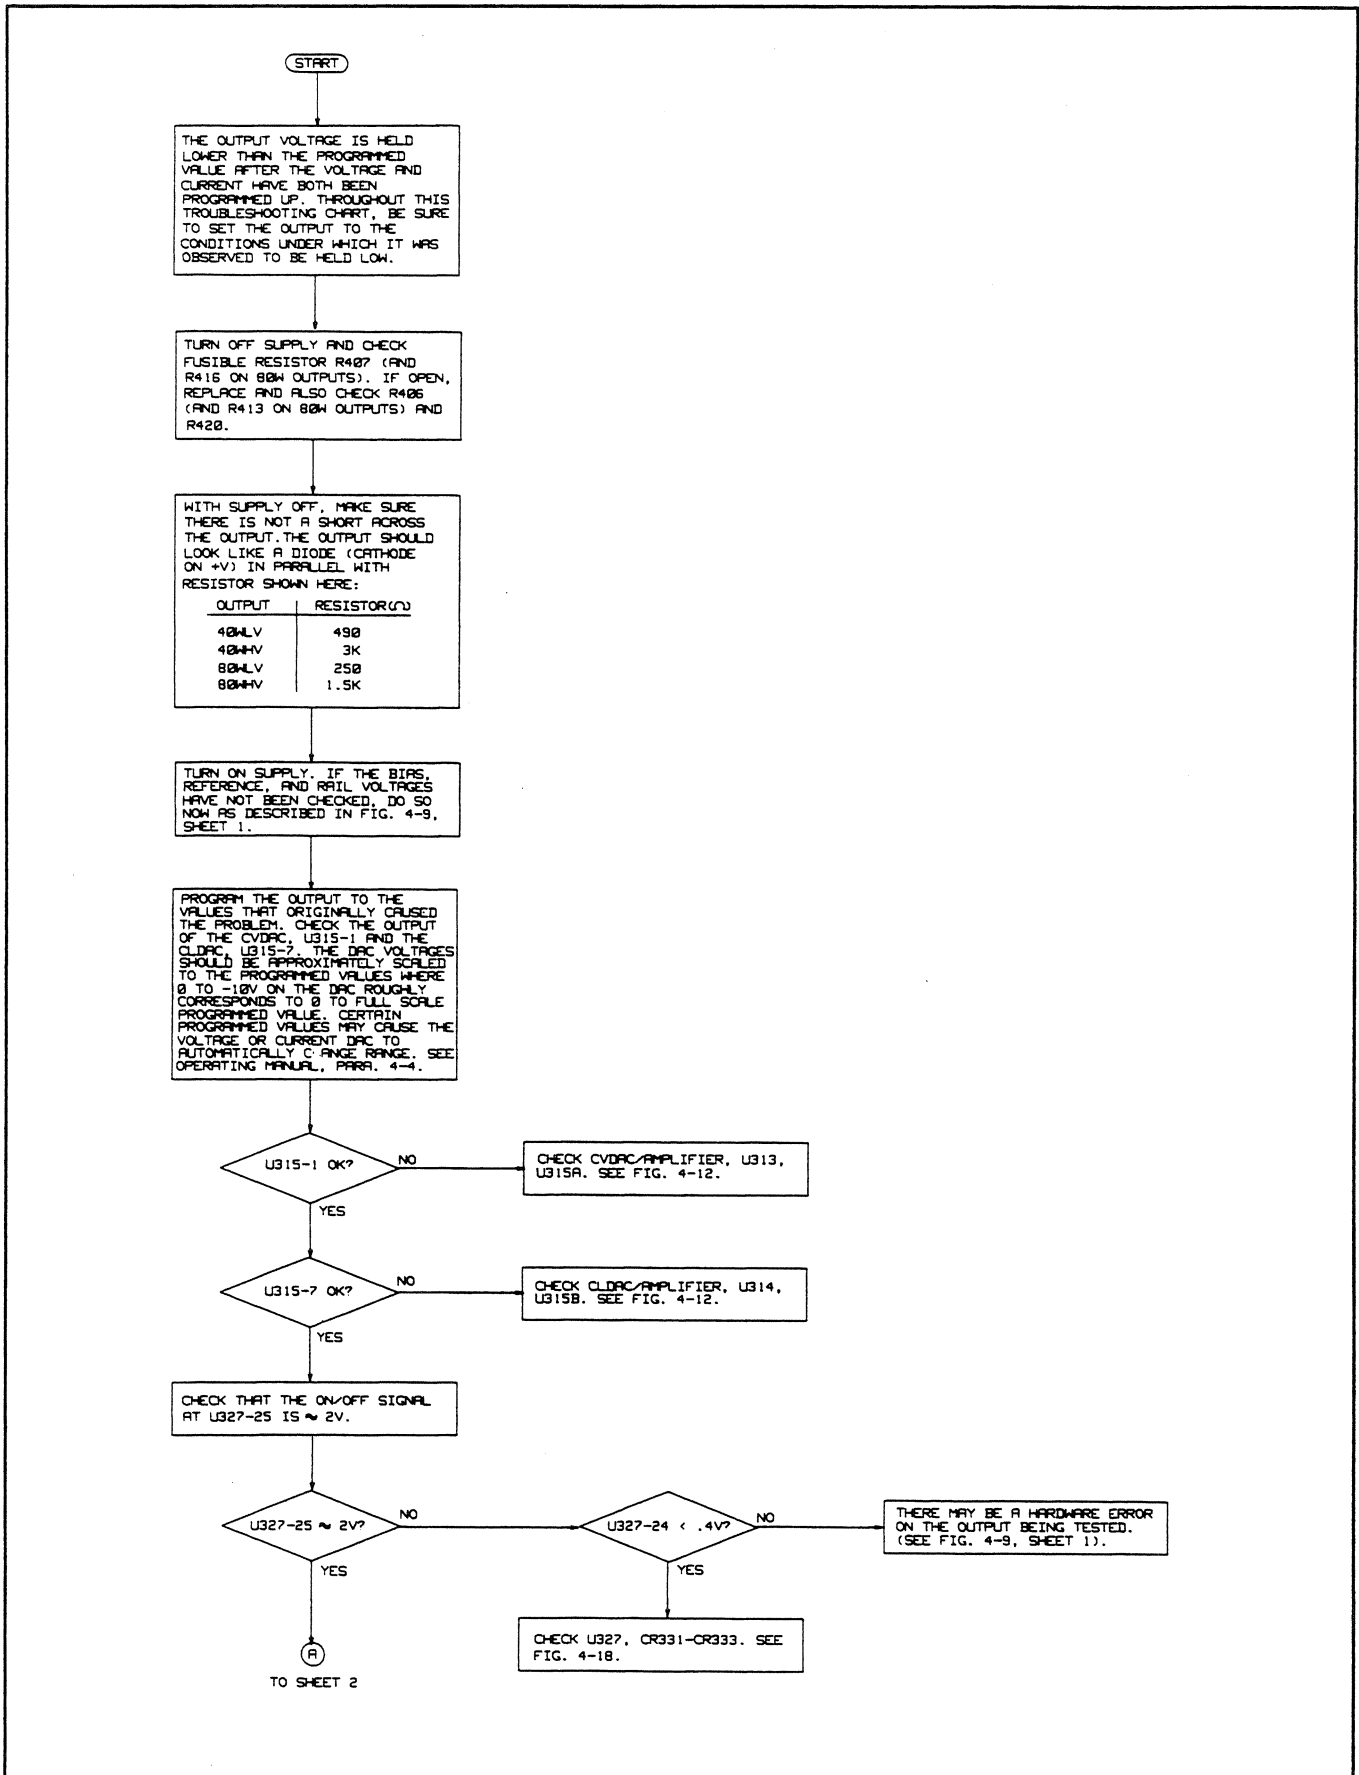 START
THE OUTPUT VOLTAGE IS HELD
LOWER THAN THE PROGRAMMED
VALUE AFTER THE VOLTAGE AND
CURRENT HAVE BOTH BEEN
PROGRAMMED UP. THROUGHOUT THIS
TROUBLESHOOTING CHART, BE SURE
TO SET THE OUTPUT TO THE
CONDITIONS UNDER WHICH IT WAS
OBSERVED TO BE HELD LOW.
TURN OFF SUPPLY AND CHECK
FUSIBLE RESISTOR R407 (AND
R416 ON 80W OUTPUTS). IF OPEN,
REPLACE AND ALSO CHECK R406
(AND R413 ON 80W OUTPUTS) AND
R420.
WITH SUPPLY OFF, MAKE SURE
THERE IS NOT A SHORT ACROSS
THE OUTPUT.THE OUTPUT SHOULD
LOOK LIKE A DIODE (CATHODE
ON +V) IN PARALLEL WITH
RESISTOR SHOWN HERE:
OUTPUT RESISTOR(Ω)
40WLV 490
40WHV 3K
80WLV 250
80WHV 1.5K
TURN ON SUPPLY. IF THE BIAS,
REFERENCE, AND RAIL VOLTAGES
HAVE NOT BEEN CHECKED, DO SO
NOW AS DESCRIBED IN FIG. 4-9,
SHEET 1.
PROGRAM THE OUTPUT TO THE
VALUES THAT ORIGINALLY CAUSED
THE PROBLEM. CHECK THE OUTPUT
OF THE CVDAC, U315-1 AND THE
CLDAC, U315-7. THE DAC VOLTAGES
SHOULD BE APPROXIMATELY SCALED
TO THE PROGRAMMED VALUES WHERE
0 TO -10V ON THE DAC ROUGHLY
CORRESPONDS TO 0 TO FULL SCALE
PROGRAMMED VALUE. CERTAIN
PROGRAMMED VALUES MAY CAUSE THE
VOLTAGE OR CURRENT DAC TO
AUTOMATICALLY C ANGE RANGE. SEE
OPERATING MANUAL, PARA. 4-4.
U315-1 OK?
NO
CHECK CVDAC/AMPLIFIER, U313,
U315A. SEE FIG. 4-12.
YES
U315-7 OK?
NO
CHECK CLDAC/AMPLIFIER, U314,
U315B. SEE FIG. 4-12.
YES
CHECK THAT THE ON/OFF SIGNAL
AT U327-25 IS ≈ 2V.
U327-25 ≈ 2V?
NO
U327-24 < .4V?
NO
THERE MAY BE A HARDWARE ERROR
ON THE OUTPUT BEING TESTED.
(SEE FIG. 4-9, SHEET 1).
YES
YES
CHECK U327, CR331-CR333. SEE
FIG. 4-18.
A
TO SHEET 2